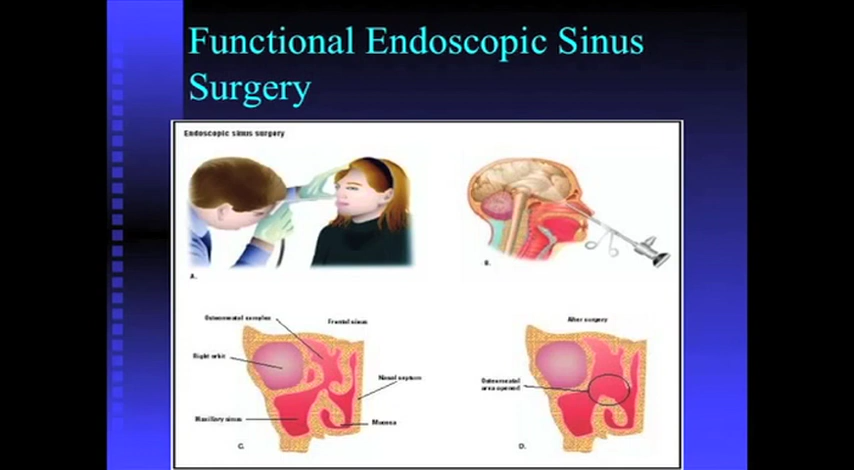 Functional Endoscopic Sinus
Surgery
Endoscopic sinus surgery
A.
B.
Osteomeatal complex
Frontal sinus
Right orbit
Nasal septum
Maxillary sinus
Mucosa
C.
After surgery
Osteomeatal
area opened
D.